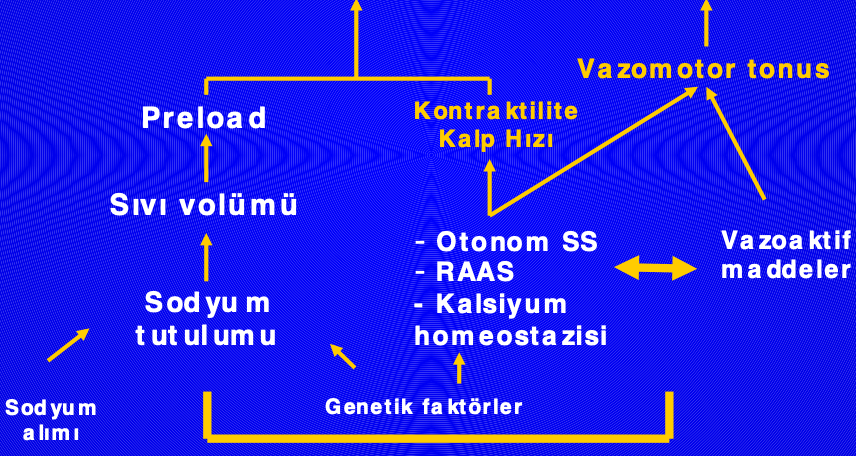 Vazomotor tonus
Preload
Kontraktilite
Kalp Hızı
Sıvı volümü
- Otonom SS
- RAAS
- Kalsiyum
homeostazisi
Vazoaktif
maddeler
Sodyum
tutulumu
Sodyum
alımı
Genetik faktörler